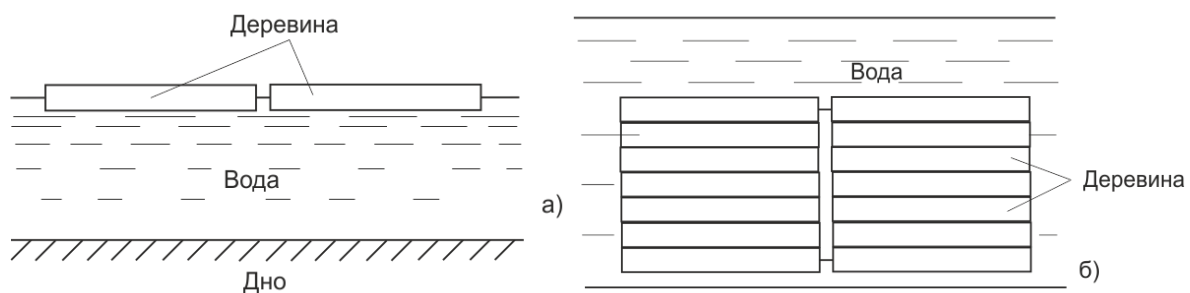 Деревина
Вода
а)
Дно
Вода
Деревина
б)